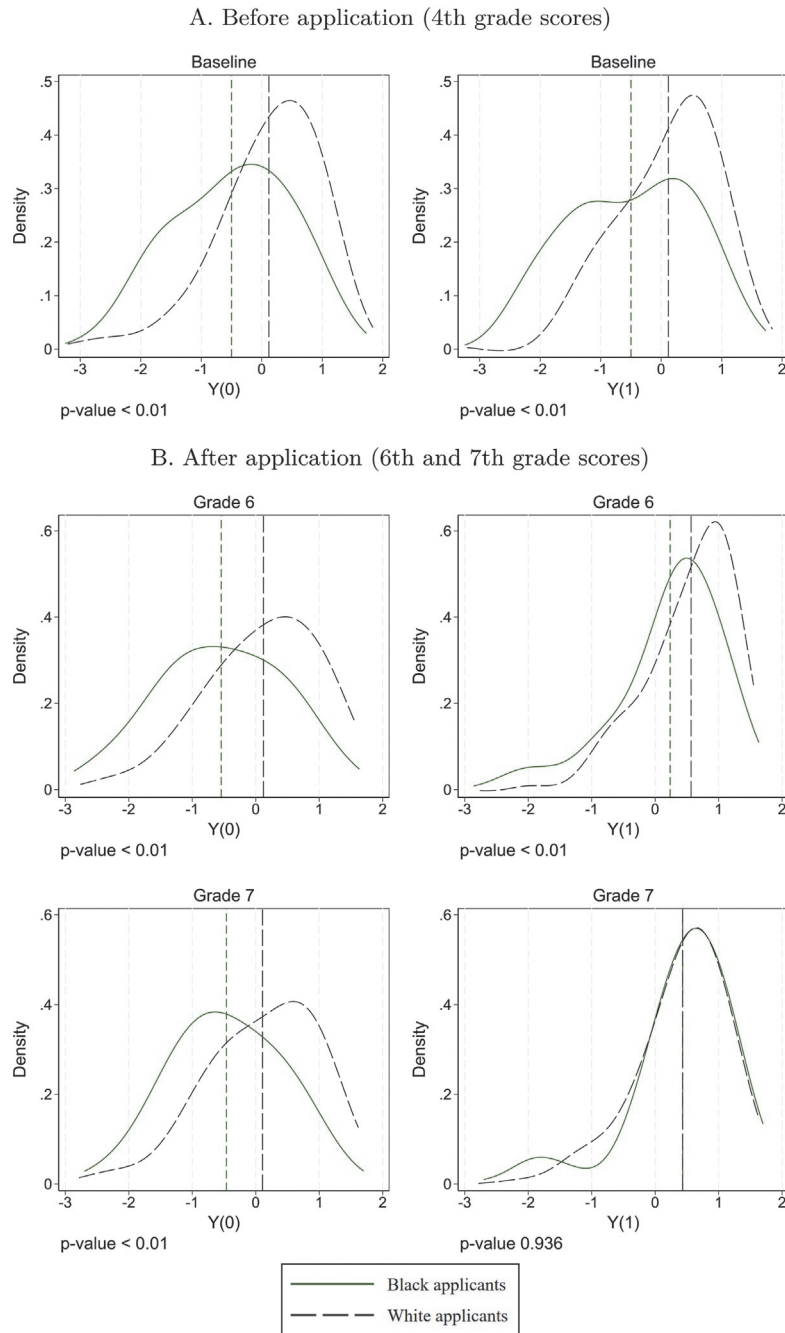 A. Before application (4th grade scores)
Baseline
Baseline
Density
.5
.4
.3
.2
.1
0
-3 -2 -1 0 1 2
Y(0)
p-value < 0.01
Density
.5
.4
.3
.2
.1
0
-3 -2 -1 0 1 2
Y(1)
p-value < 0.01
B. After application (6th and 7th grade scores)
Grade 6
Density
.6
.4
.2
0
-3 -2 -1 0 1 2
Y(0)
p-value < 0.01
Grade 6
Density
.6
.4
.2
0
-3 -2 -1 0 1 2
Y(1)
p-value < 0.01
Grade 7
Density
.6
.4
.2
0
-3 -2 -1 0 1 2
Y(0)
p-value < 0.01
Grade 7
Density
.6
.4
.2
0
-3 -2 -1 0 1 2
Y(1)
p-value 0.936
Black applicants
White applicants